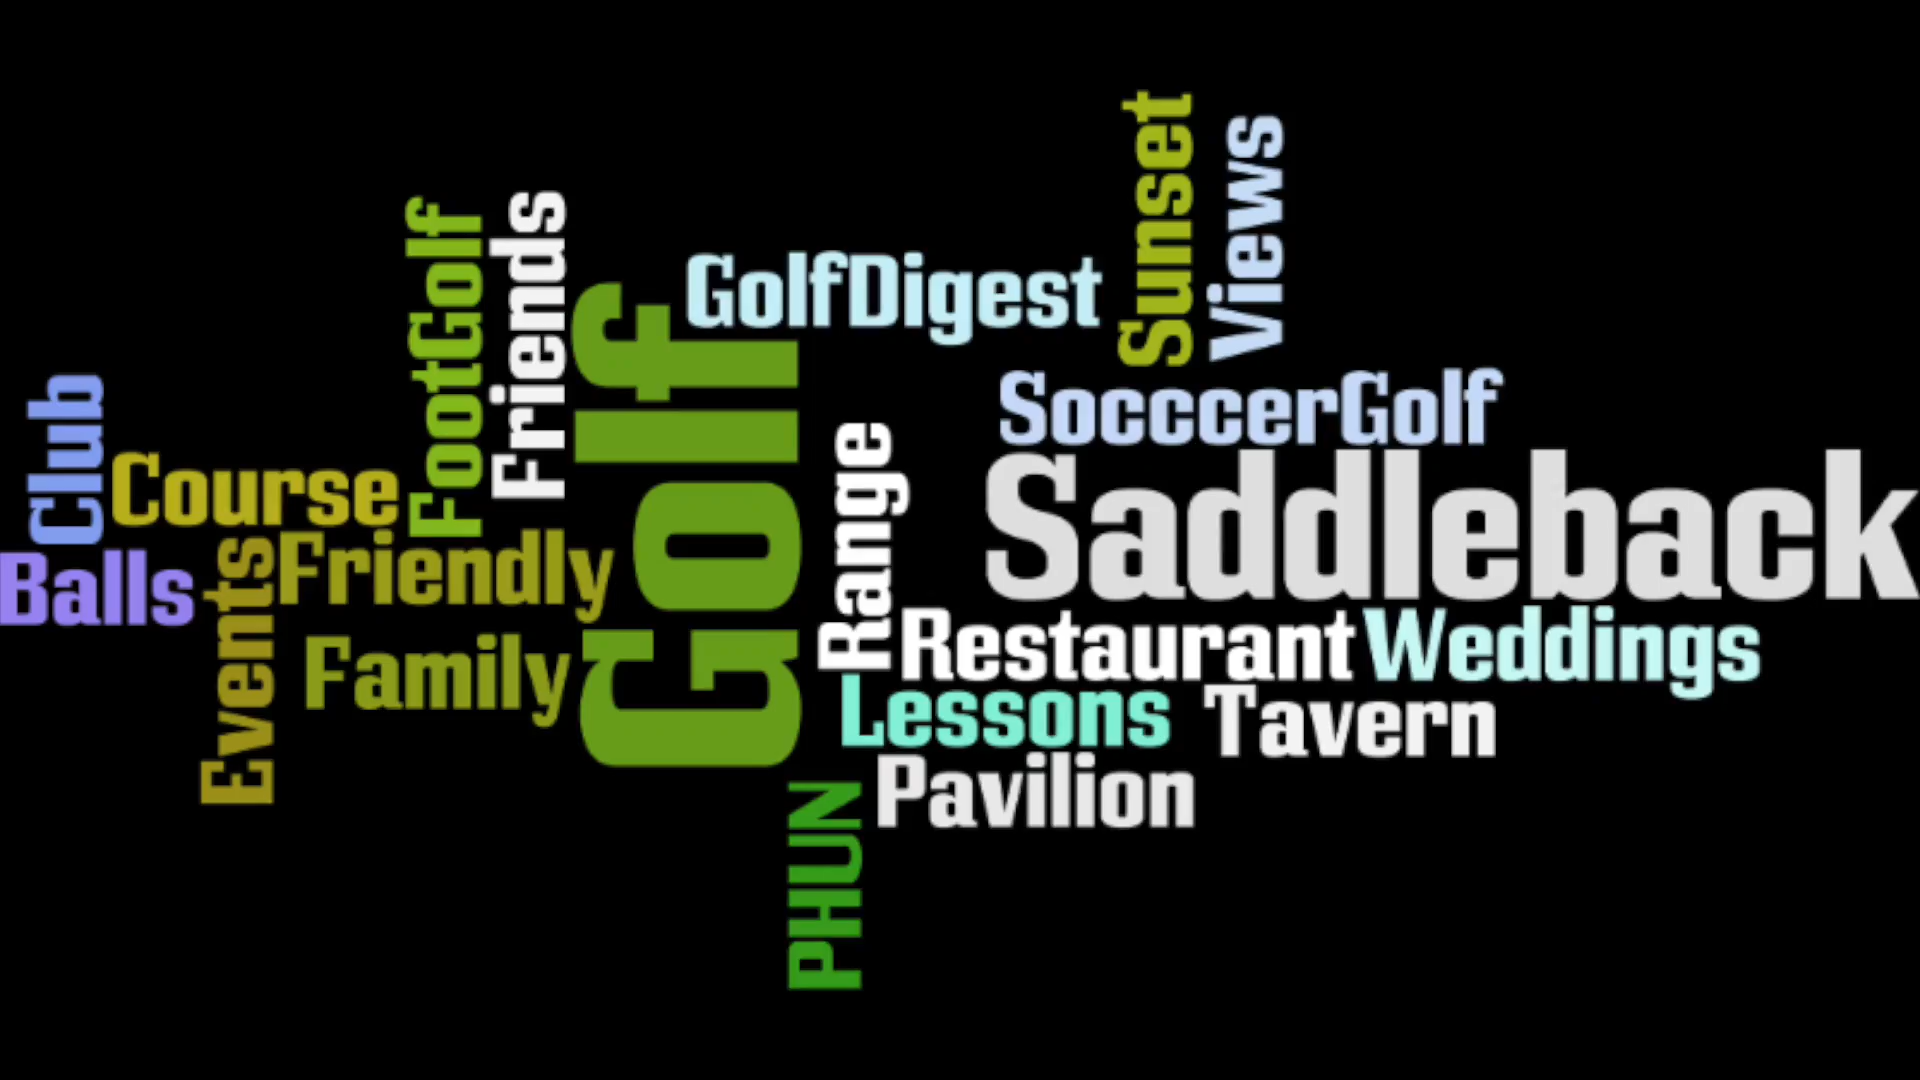 Sunset
Views
FootGolf
Friends
GolfDigest
Golf
Club
SocccerGolf
Course
Range
Saddleback
Balls
Events
Friendly
Family
Restaurant
Weddings
Lessons
Tavern
Pavilion
PHUN